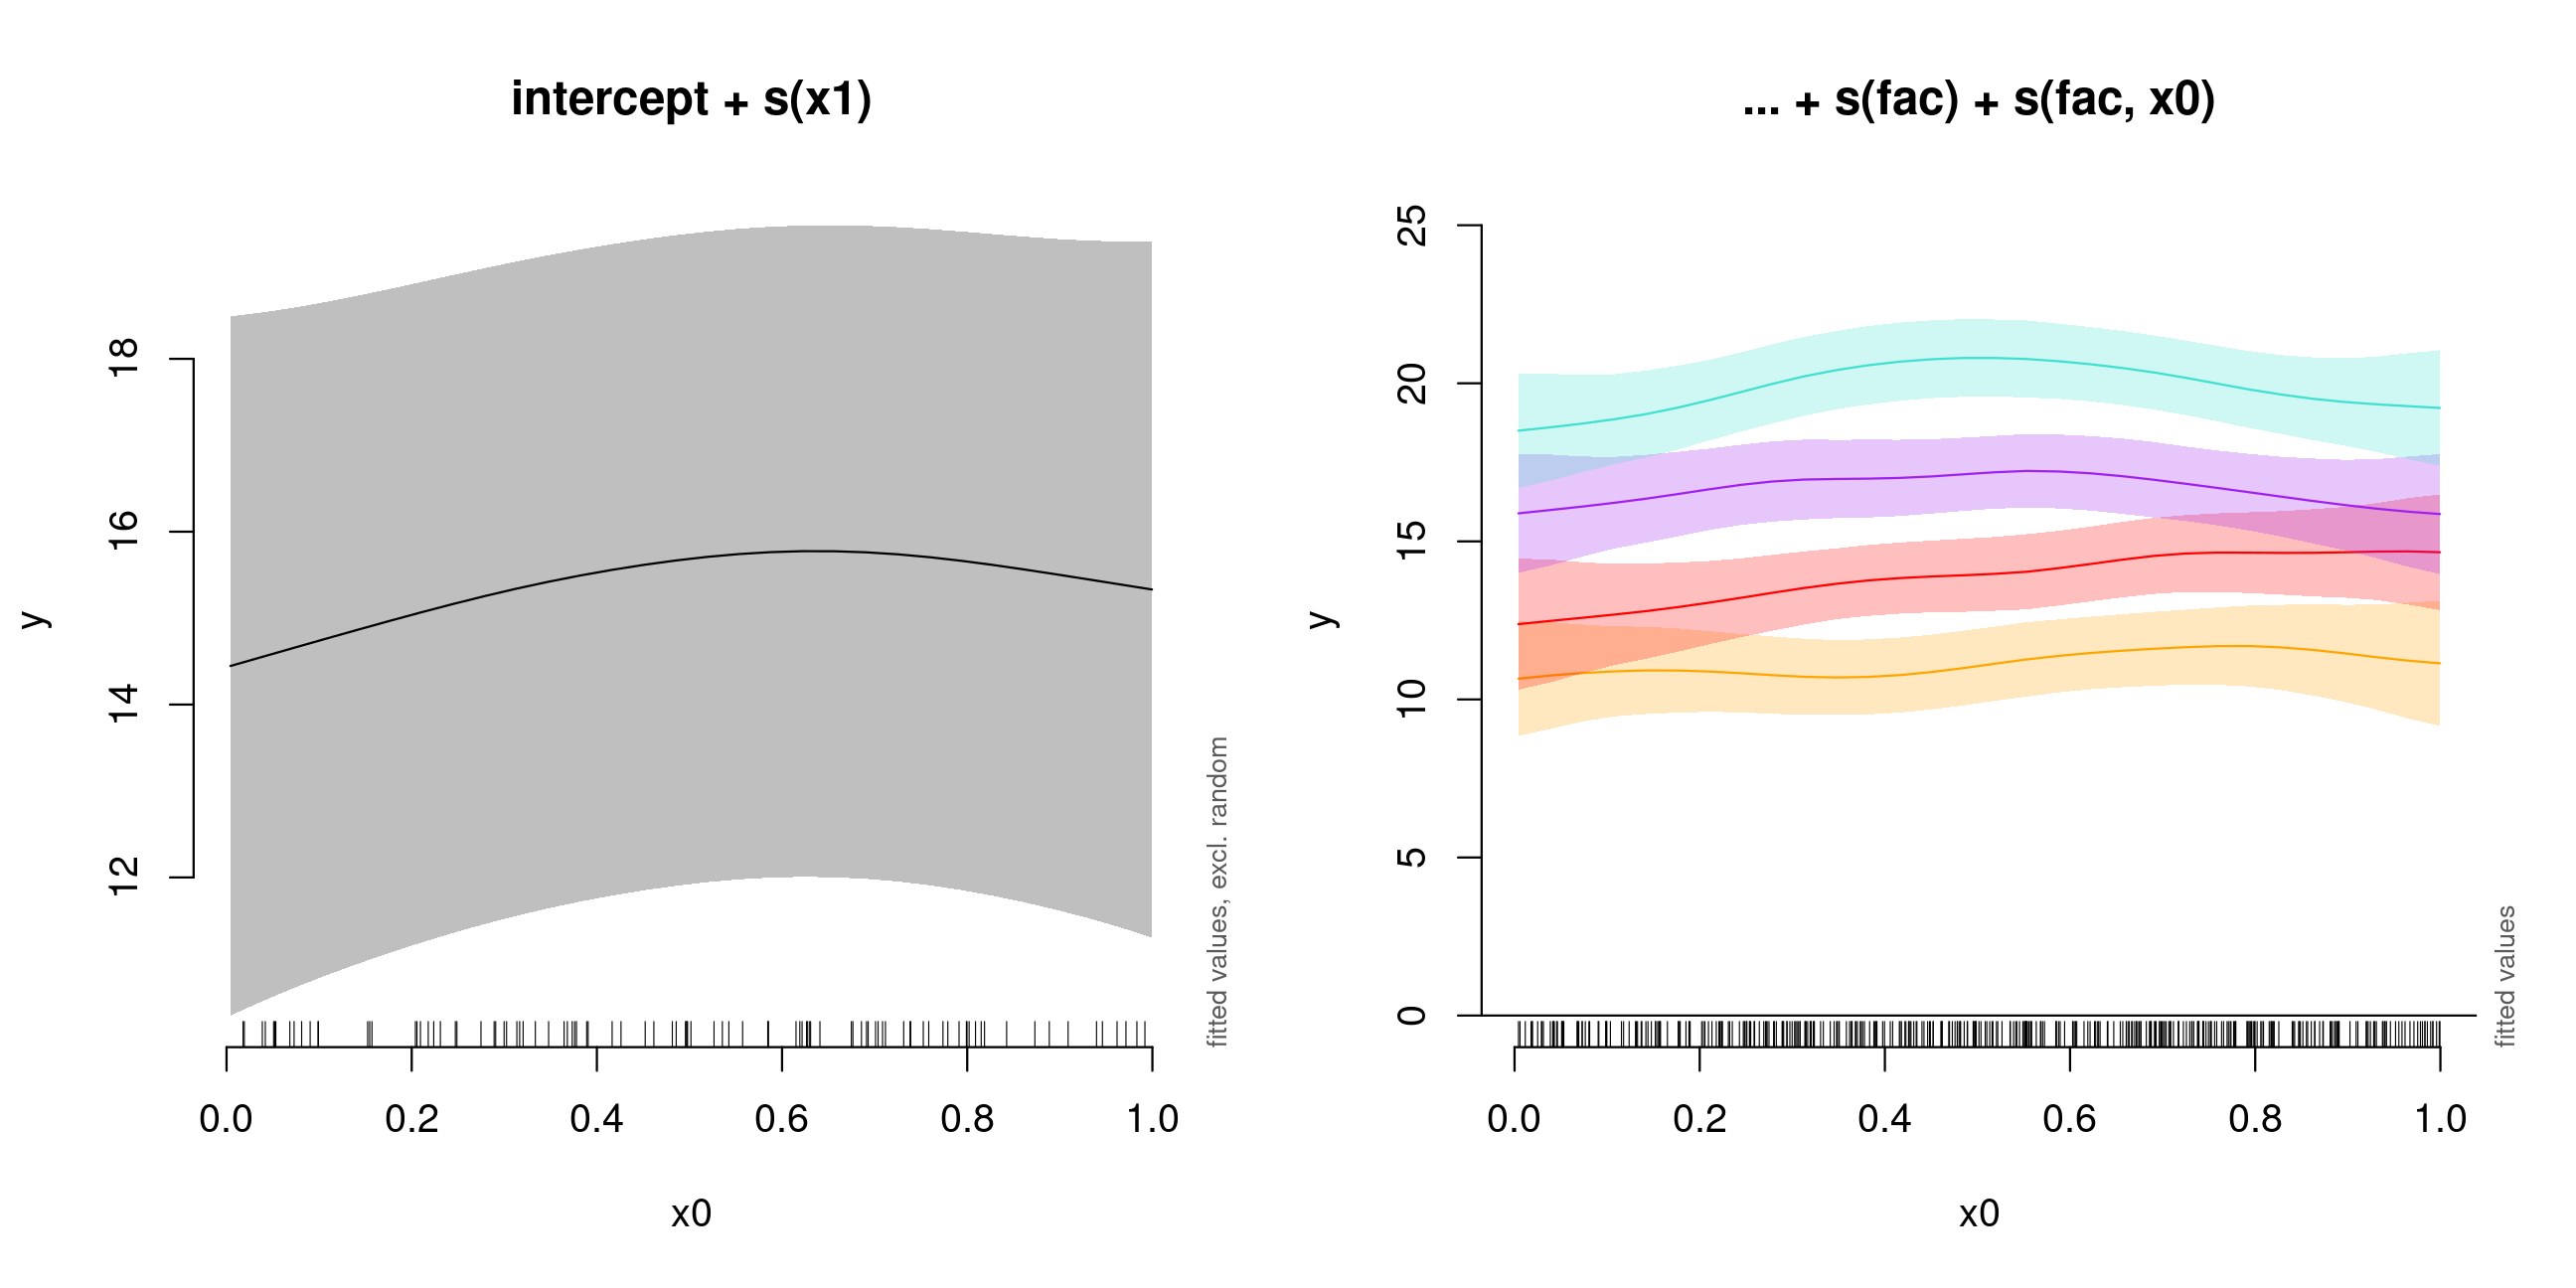 intercept + s(x1)
y
18
16
14
12
0.0 0.2 0.4 0.6 0.8 1.0
x0
fitted values, excl. random
... + s(fac) + s(fac, x0)
y
25
20
15
10
5
0
0.0 0.2 0.4 0.6 0.8 1.0
x0
fitted values